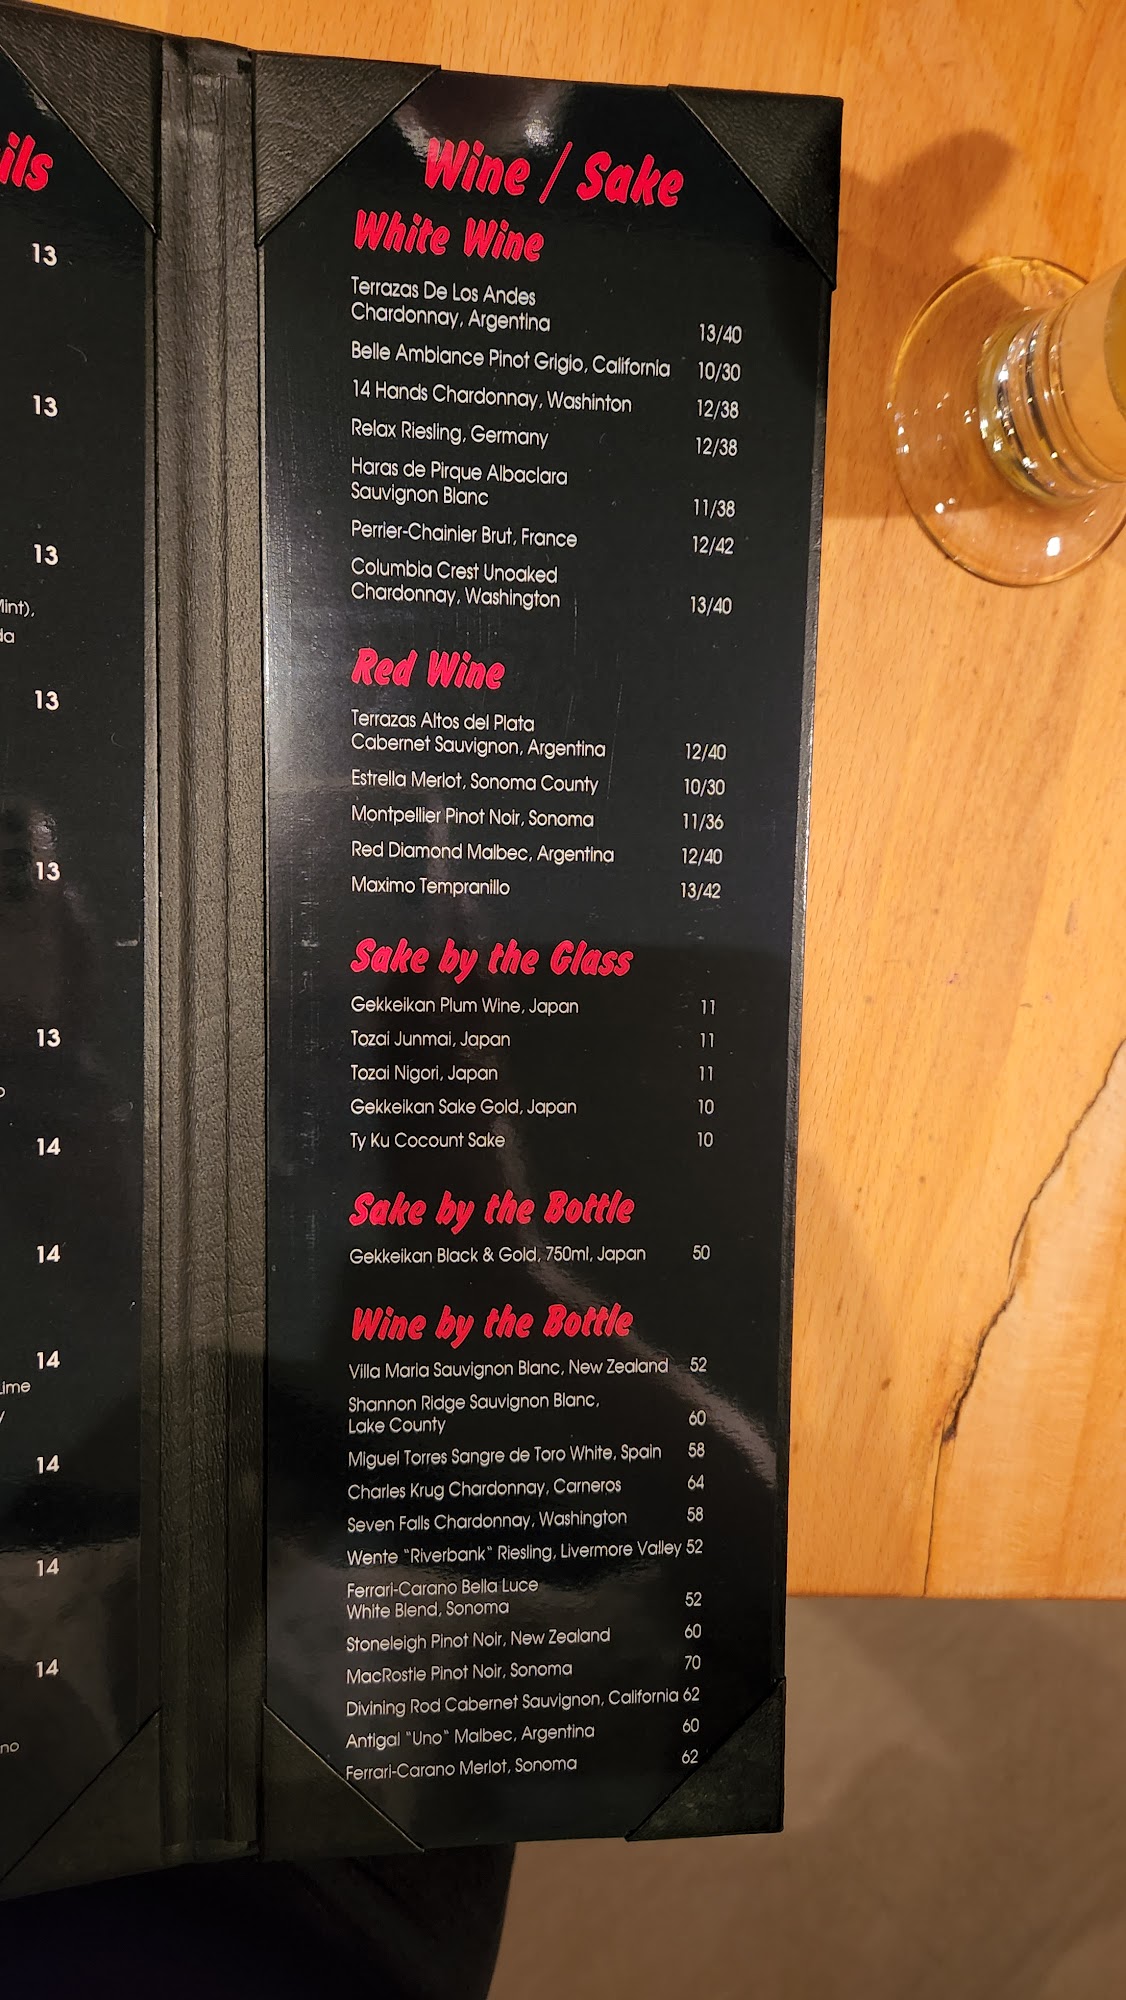 ils
13
13
13
Mint),
da
13
13
13
14
14
14
Lime
y
14
14
14
no
Wine / Sake
White Wine
Terrazas De Los Andes
Chardonnay, Argentina 13/40
Belle Ambiance Pinot Grigio, California 10/30
14 Hands Chardonnay, Washinton 12/38
Relax Riesling, Germany 12/38
Haras de Pirque Albaclara
Sauvignon Blanc 11/38
Perrier-Chainier Brut, France 12/42
Columbia Crest Unoaked
Chardonnay, Washington 13/40
Red Wine
Terrazas Altos del Plata
Cabernet Sauvignon, Argentina 12/40
Estrella Merlot, Sonoma County 10/30
Montpellier Pinot Noir, Sonoma 11/36
Red Diamond Malbec, Argentina 12/40
Maximo Tempranillo 13/42
Sake by the Glass
Gekkeikan Plum Wine, Japan 11
Tozai Junmai, Japan 11
Tozai Nigori, Japan 11
Gekkeikan Sake Gold, Japan 10
Ty Ku Cocount Sake 10
Sake by the Bottle
Gekkeikan Black & Gold, 750ml, Japan 50
Wine by the Bottle
Villa Maria Sauvignon Blanc, New Zealand 52
Shannon Ridge Sauvignon Blanc,
Lake County 60
Miguel Torres Sangre de Toro White, Spain 58
Charles Krug Chardonnay, Carneros 64
Seven Falls Chardonnay, Washington 58
Wente "Riverbank" Riesling, Livermore Valley 52
Ferrari-Carano Bella Luce
White Blend, Sonoma 52
Stoneleigh Pinot Noir, New Zealand 60
MacRostie Pinot Noir, Sonoma 70
Divining Rod Cabernet Sauvignon, California 62
Antigal "Uno" Malbec, Argentina 60
Ferrari-Carano Merlot, Sonoma 62